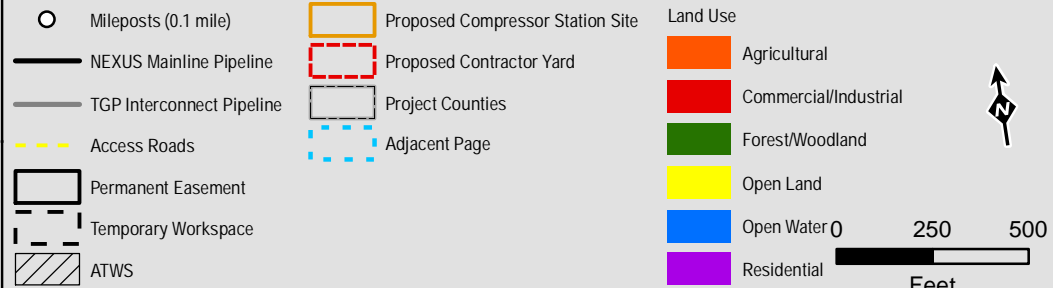 Mileposts (0.1 mile)
NEXUS Mainline Pipeline
TGP Interconnect Pipeline
Access Roads
Permanent Easement
Temporary Workspace
ATWS
Proposed Compressor Station Site
Proposed Contractor Yard
Project Counties
Adjacent Page
Land Use
Agricultural
Commercial/Industrial
Forest/Woodland
Open Land
Open Water
Residential
N
0 250 500
Feet